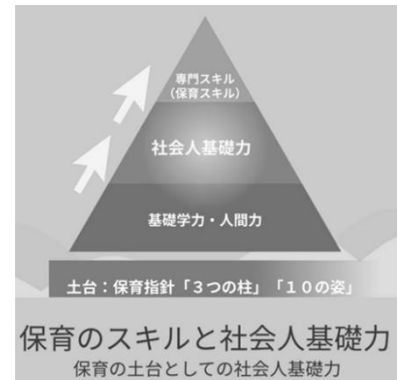 専門スキル
（保育スキル）
社会人基礎力
基礎学力・人間力
土台：保育指針「３つの柱」「１０の姿」
保育のスキルと社会人基礎力
保育の土台としての社会人基礎力